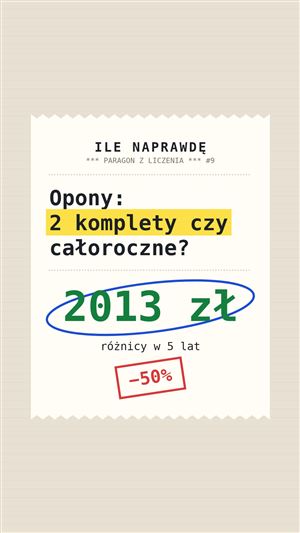 ILE NAPRAWDĘ
*** PARAGON Z LICZENIA *** #9
Opony:
2 komplety czy
całoroczne?
2013 zł
różnicy w 5 lat
–50%